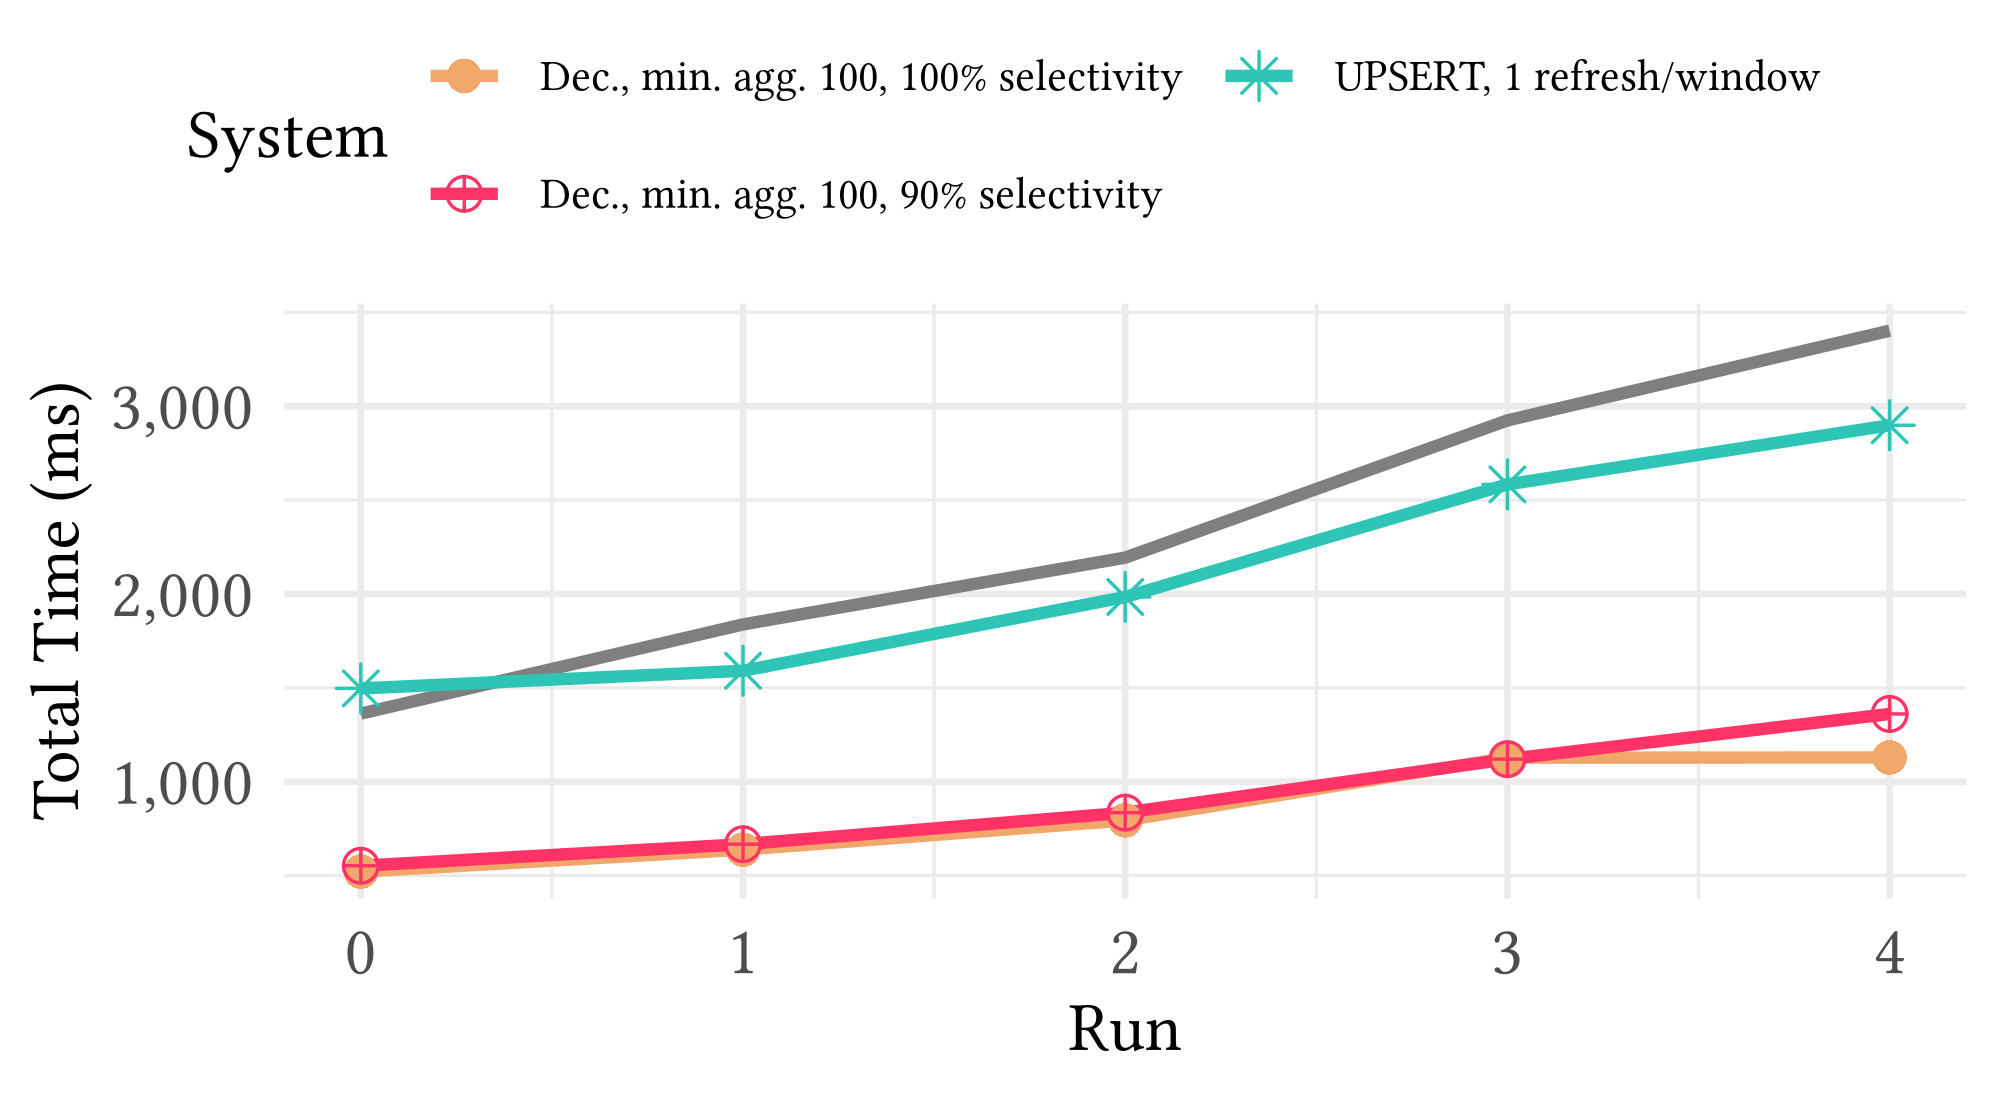 System
Dec., min. agg. 100, 100% selectivity
UPSERT, 1 refresh/window
Dec., min. agg. 100, 90% selectivity
Total Time (ms)
3,000
2,000
1,000
0 1 2 3 4
Run